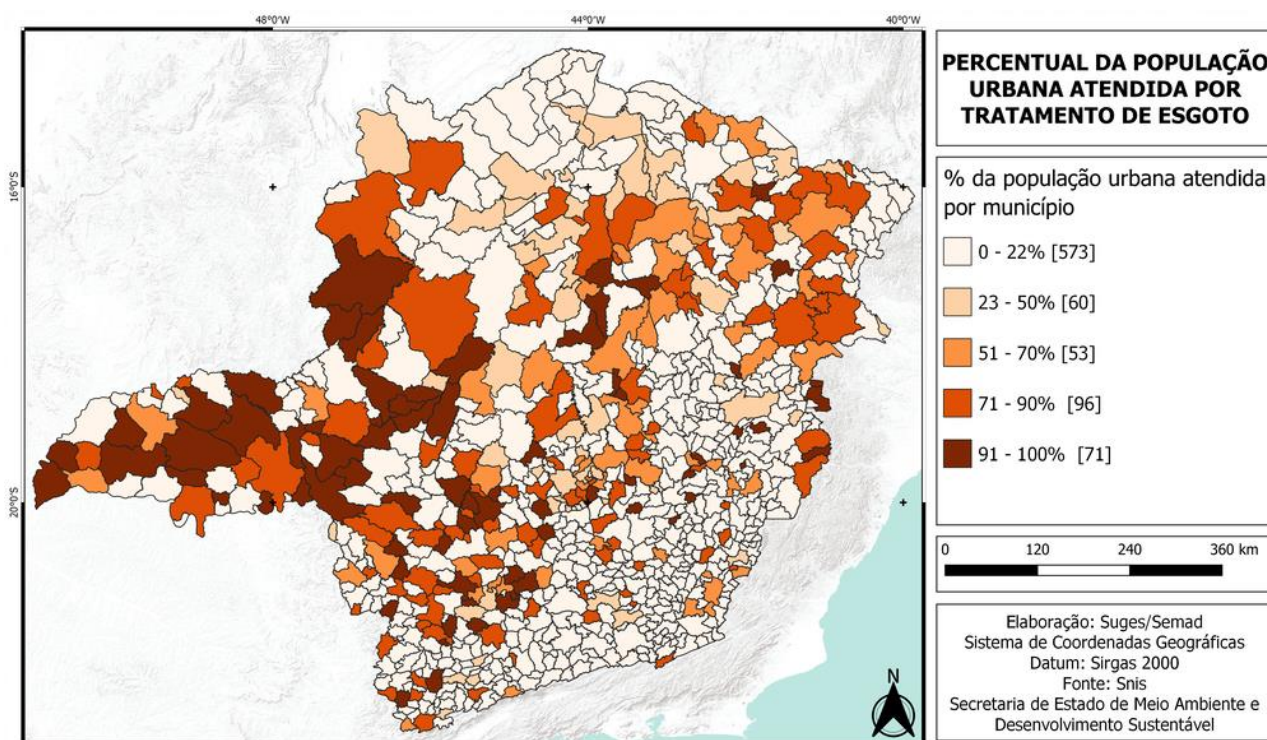 48°0'W
44°0'W
40°0'W
16°0'S
20°0'S
PERCENTUAL DA POPULAÇÃO
URBANA ATENDIDA POR
TRATAMENTO DE ESGOTO
% da população urbana atendida
por município
0 - 22% [573]
23 - 50% [60]
51 - 70% [53]
71 - 90% [96]
91 - 100% [71]
0 120 240 360 km
Elaboração: Suges/Semad
Sistema de Coordenadas Geográficas
Datum: Sirgas 2000
Fonte: Snis
Secretaria de Estado de Meio Ambiente e
Desenvolvimento Sustentável
N